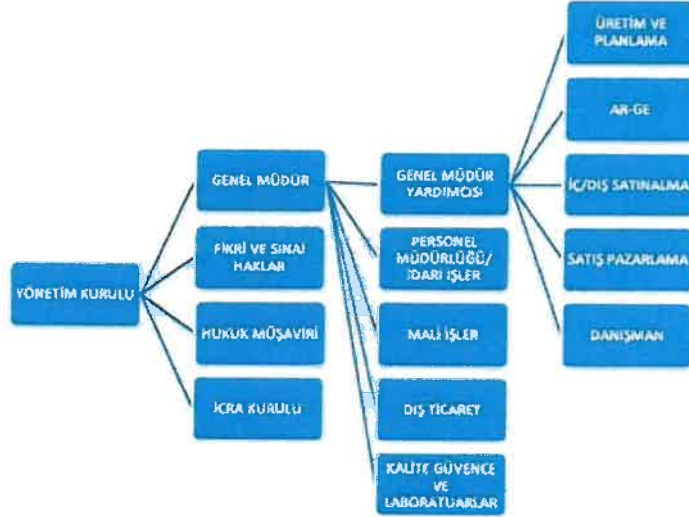 YÖNETİM KURULU
GENEL MÜDÜR
FİKRİ VE SINAİ
HAKLAR
HUKUK MÜŞAVİRİ
İCRA KURULU
GENEL MÜDÜR
YARDIMCISI
PERSONEL
MÜDÜRLÜĞÜ/
İDARİ İŞLER
MALİ İŞLER
DIŞ TİCARET
KALİTE GÜVENCE
VE
LABORATUARLAR
ÜRETİM VE
PLANLAMA
AR-GE
İÇ/DIŞ SATINALMA
SATIŞ PAZARLAMA
DANIŞMAN